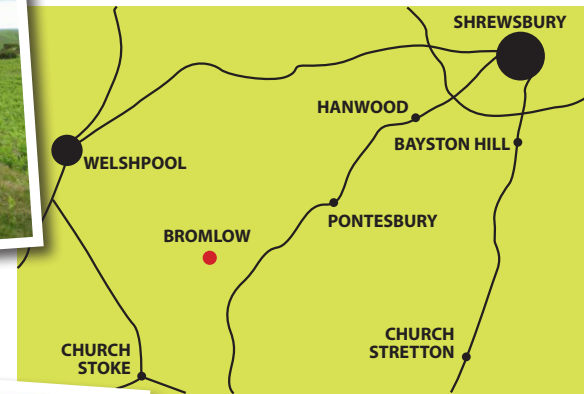 SHREWSBURY
HANWOOD
BAYSTON HILL
WELSHPOOL
PONTESBURY
BROMLOW
CHURCH
STRETTON
CHURCH
STOKE